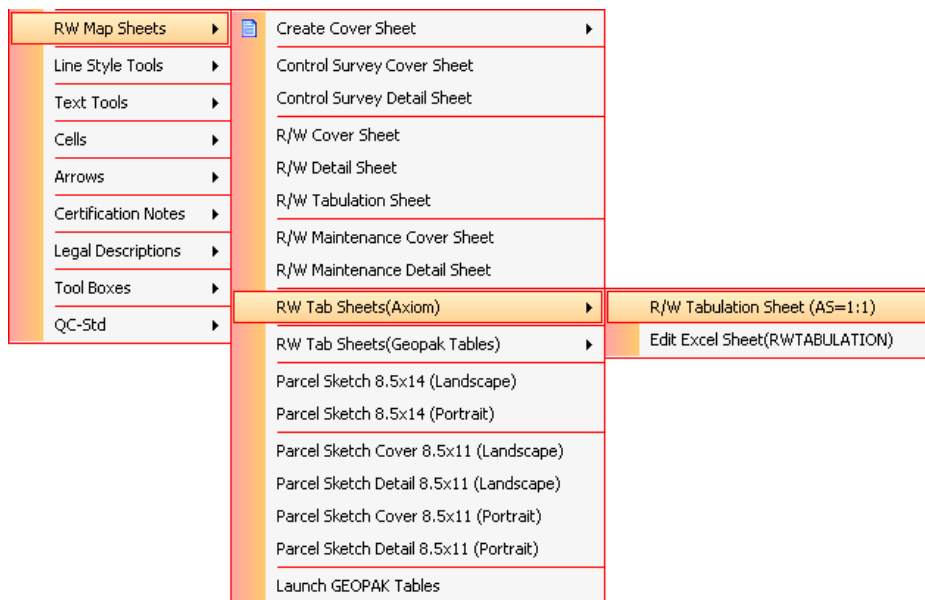 RW Map Sheets
Line Style Tools
Text Tools
Cells
Arrows
Certification Notes
Legal Descriptions
Tool Boxes
QC-Std
Create Cover Sheet
Control Survey Cover Sheet
Control Survey Detail Sheet
R/W Cover Sheet
R/W Detail Sheet
R/W Tabulation Sheet
R/W Maintenance Cover Sheet
R/W Maintenance Detail Sheet
RW Tab Sheets(Axiom)
RW Tab Sheets(Geopak Tables)
Parcel Sketch 8.5x14 (Landscape)
Parcel Sketch 8.5x14 (Portrait)
Parcel Sketch Cover 8.5x11 (Landscape)
Parcel Sketch Detail 8.5x11 (Landscape)
Parcel Sketch Cover 8.5x11 (Portrait)
Parcel Sketch Detail 8.5x11 (Portrait)
Launch GEOPAK Tables
R/W Tabulation Sheet (AS=1:1)
Edit Excel Sheet(RWTABULATION)